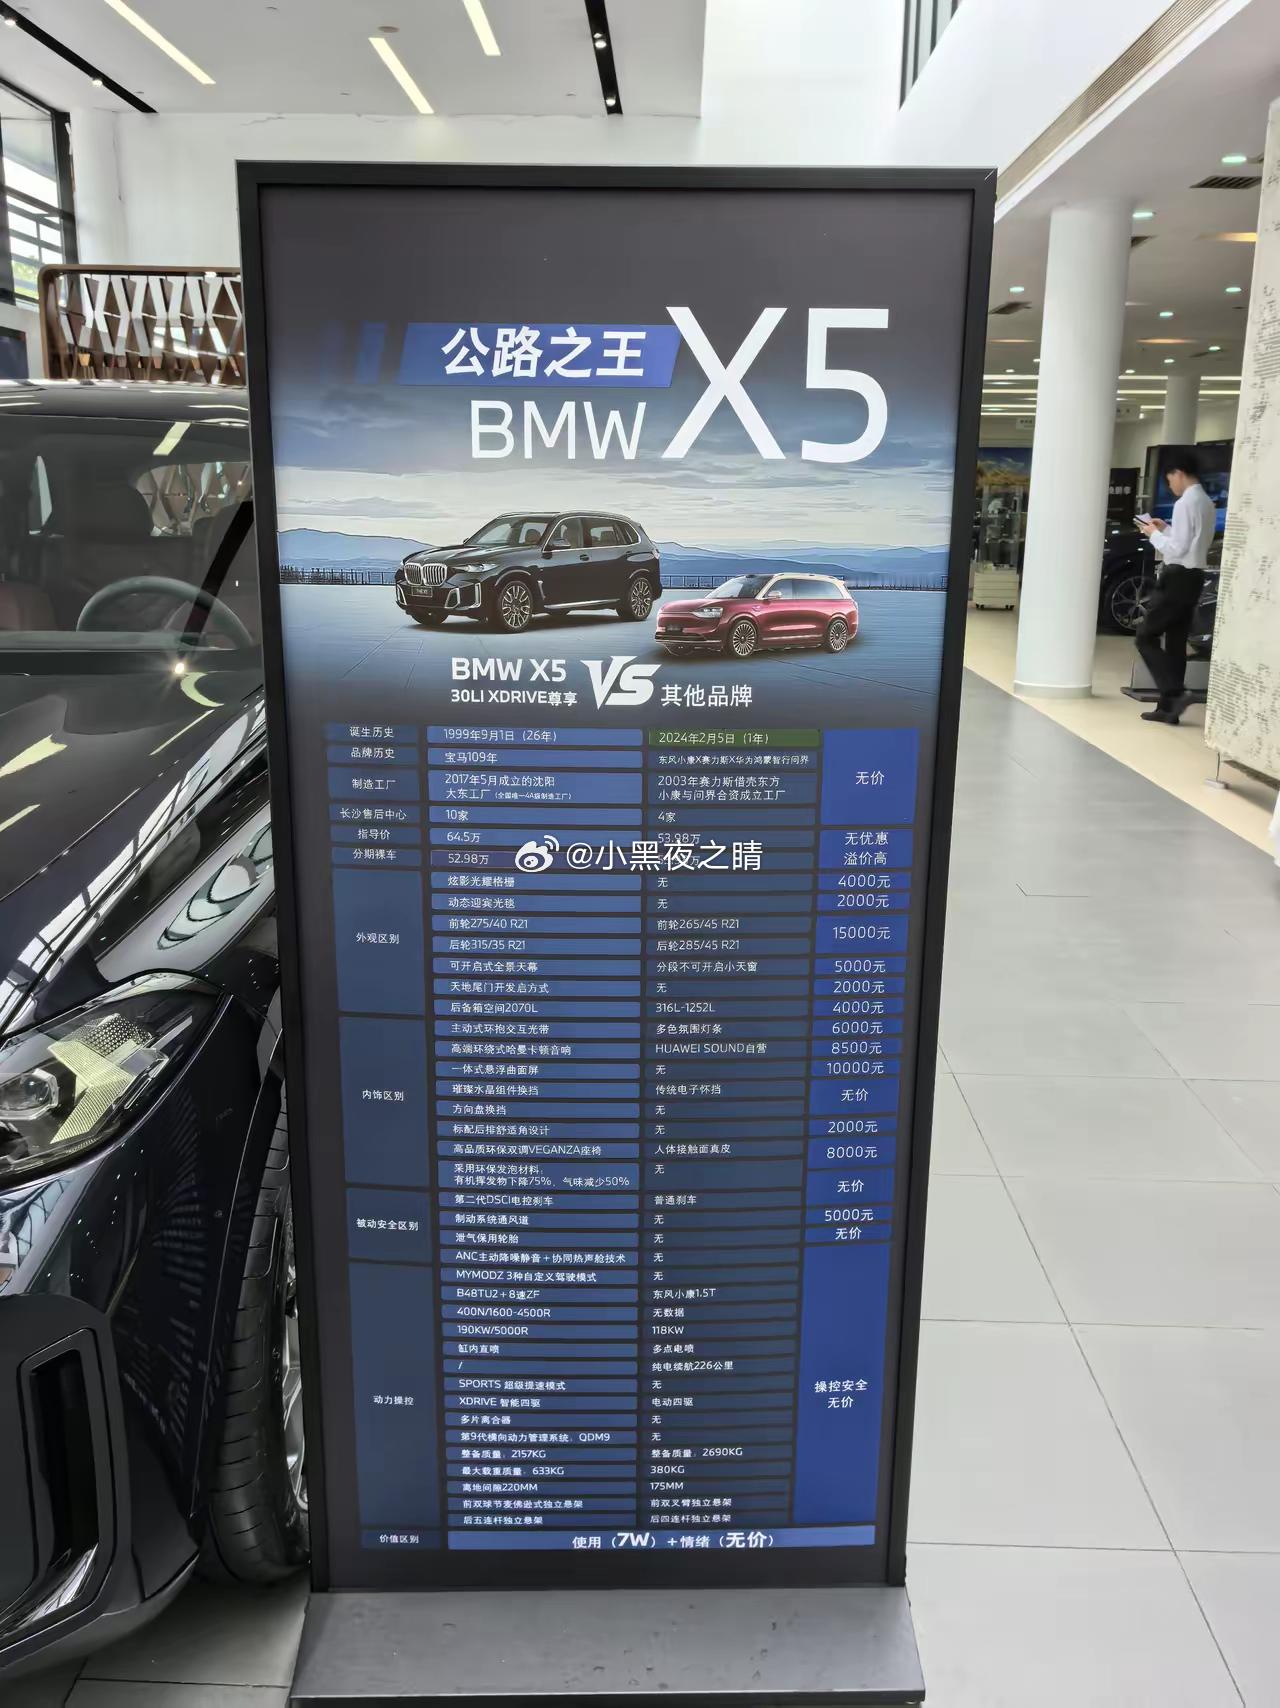 公路之王
BMW X5
BMW X5
30LI XDRIVE尊享
VS
其他品牌
诞生历史 1999年9月1日（26年） 2024年2月5日（1年）
品牌历史 宝马109年 东风小康X赛力斯X华为鸿蒙智行问界 无价
制造工厂 2017年5月成立的沈阳 2003年赛力斯借壳东方
大东工厂（全国唯一4A级制造工厂） 小康与问界合资成立工厂
长沙售后中心 10家 4家
指导价 64.5万 53.98万 无优惠
分期裸车 52.98万 万 溢价高
@小黑夜之晴
外观区别
炫影光耀格栅 无 4000元
动态迎宾光毯 无 2000元
前轮275/40 R21 前轮265/45 R21 15000元
后轮315/35 R21 后轮285/45 R21
可开启式全景天幕 分段不可开启小天窗 5000元
天地尾门开发启方式 无 2000元
后备箱空间2070L 316L-1252L 4000元
内饰区别
主动式环抱交互光带 多色氛围灯条 6000元
高端环绕式哈曼卡顿音响 HUAWEI SOUND自营 8500元
一体式悬浮曲面屏 无 10000元
璀璨水晶组件换挡 传统电子怀挡 无价
方向盘换挡 无
标配后排舒适角设计 无 2000元
高品质环保双调VEGANZA座椅 人体接触面真皮 8000元
采用环保发泡材料： 无
有机挥发物下降75%，气味减少50% 无价
被动安全区别
第二代DSCI电控刹车 普通刹车
制动系统通风道 无 5000元
泄气保用轮胎 无 无价
ANC主动降噪静音＋协同热声舱技术 无
动力操控
MYMODZ 3种自定义驾驶模式 无
B48TU2＋8速ZF 东风小康1.5T
400N/1600-4500R 无数据
190KW/5000R 118KW
缸内直喷 多点电喷
/ 纯电续航226公里
SPORTS 超级提速模式 无 操控安全
XDRIVE 智能四驱 电动四驱 无价
多片离合器 无
第9代横向动力管理系统：QDM9 无
整备质量：2157KG 整备质量：2690KG
最大载重质量：633KG 380KG
离地间隙220MM 175MM
前双球节麦佛逊式独立悬架 前双叉臂独立悬架
后五连杆独立悬架 后四连杆独立悬架
价值区别 使用（7W）＋情绪（无价）